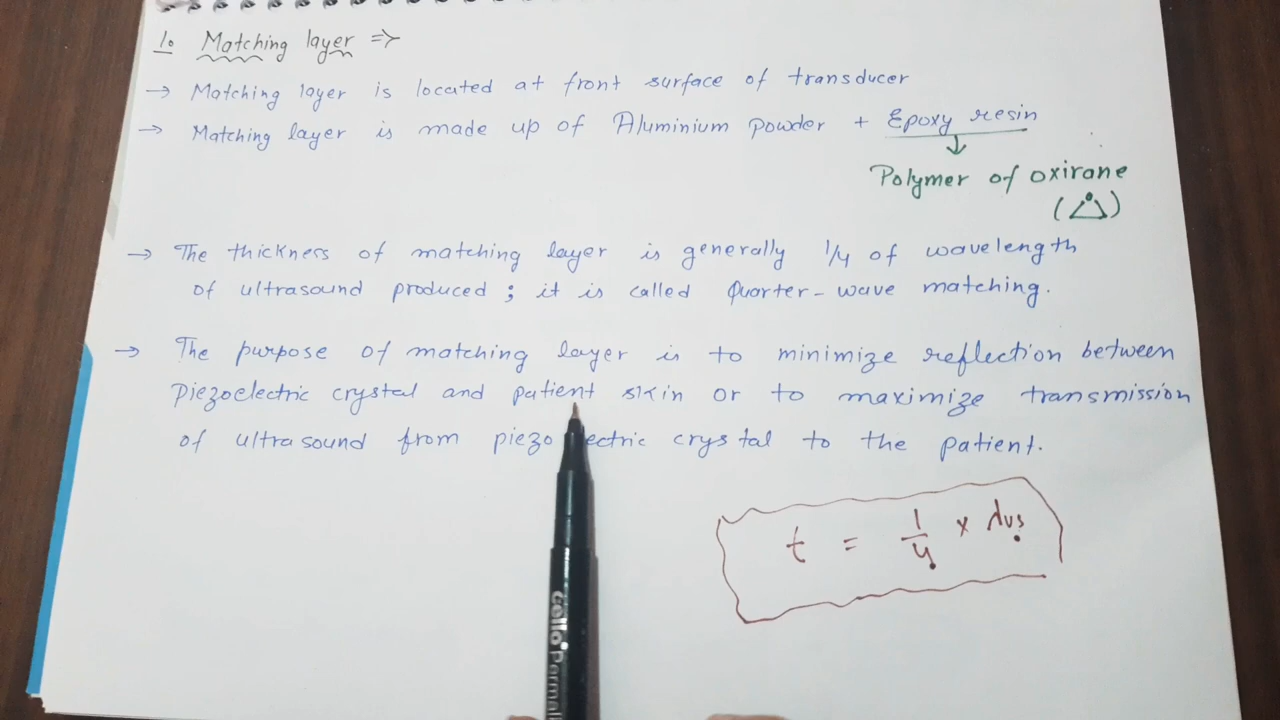 1. Matching layer ⇒
→ Matching layer is located at front surface of transducer
→ Matching layer is made up of Aluminium powder + Epoxy resin
↓
Polymer of oxirane
(△)
→ The thickness of matching layer is generally 1/4 of wavelength
of ultrasound produced ; it is called Quarter-wave matching.
→ The purpose of matching layer is to minimize reflection between
piezoelectric crystal and patient skin or to maximize transmission
of ultrasound from piezo ectric crystal to the patient.
t = 1/4 × λus
cello Perma